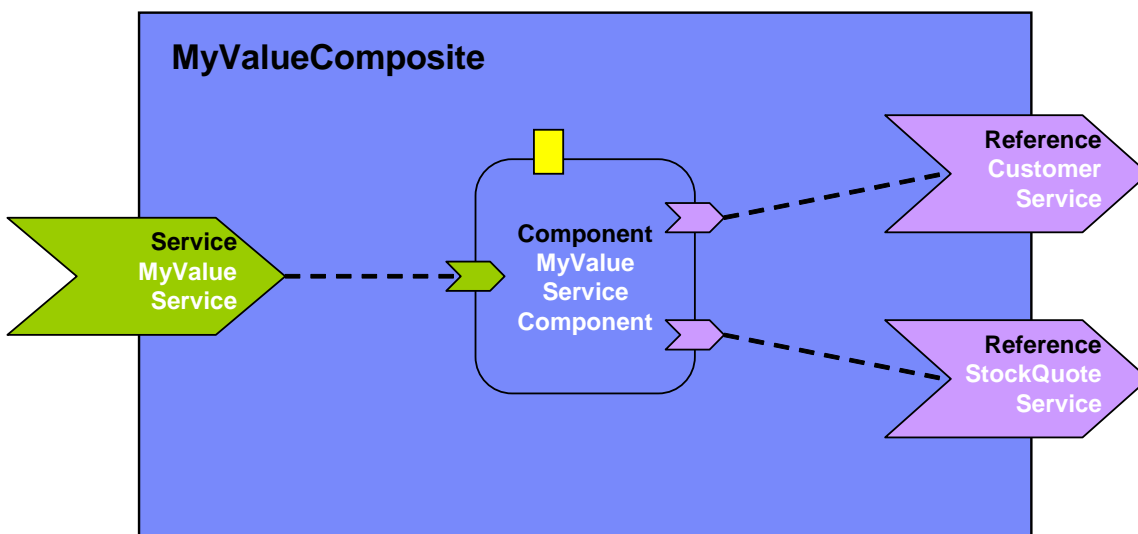 MyValueComposite
Service
MyValue
Service
Component
MyValue
Service
Component
Reference
Customer
Service
Reference
StockQuote
Service